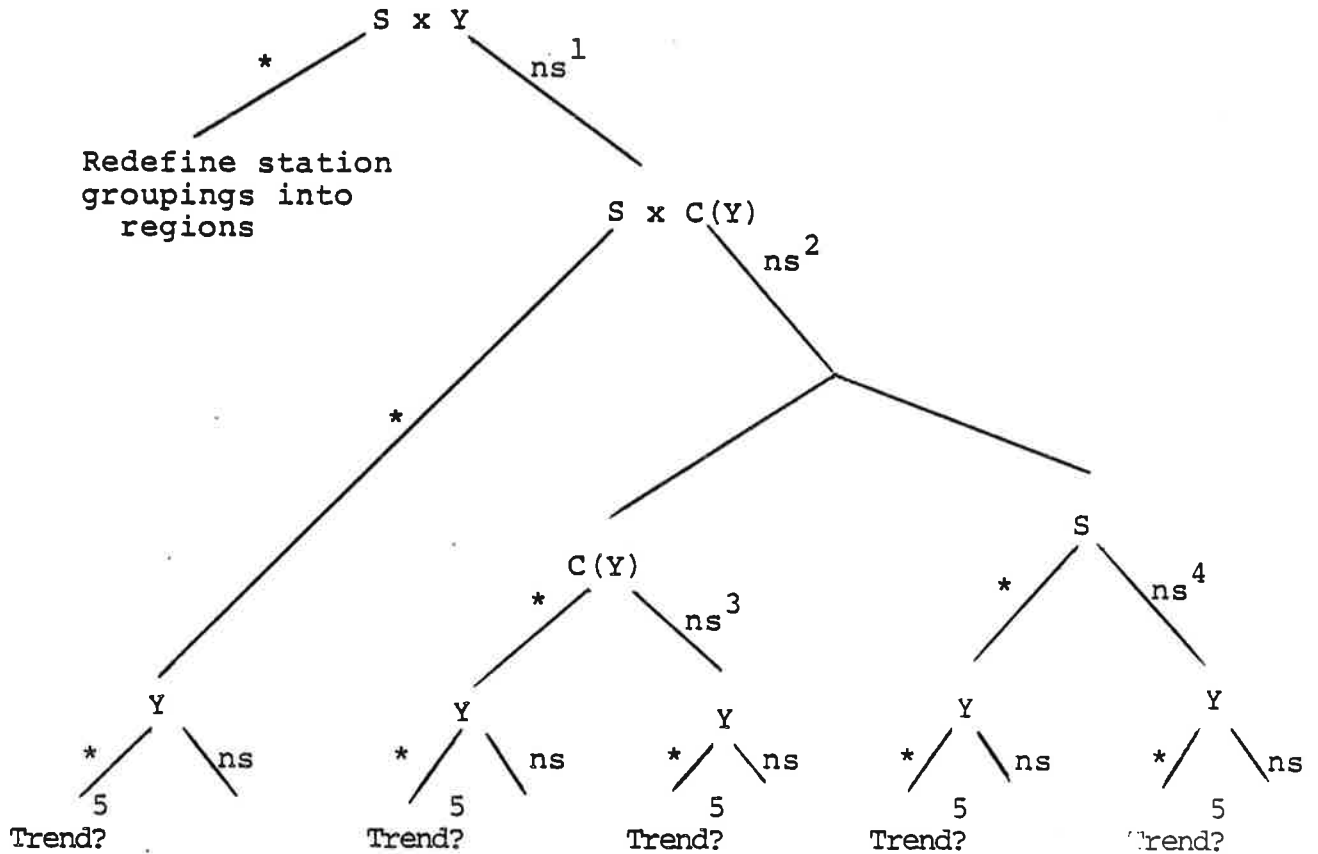 S x Y
* ns1
Redefine station
groupings into
regions
S x C(Y)
ns2
*
S
C(Y)
* ns4
* ns3
Y Y Y Y Y
* ns * ns * ns * ns * ns
5 5 5 5 5
Trend? Trend? Trend? Trend? Trend?